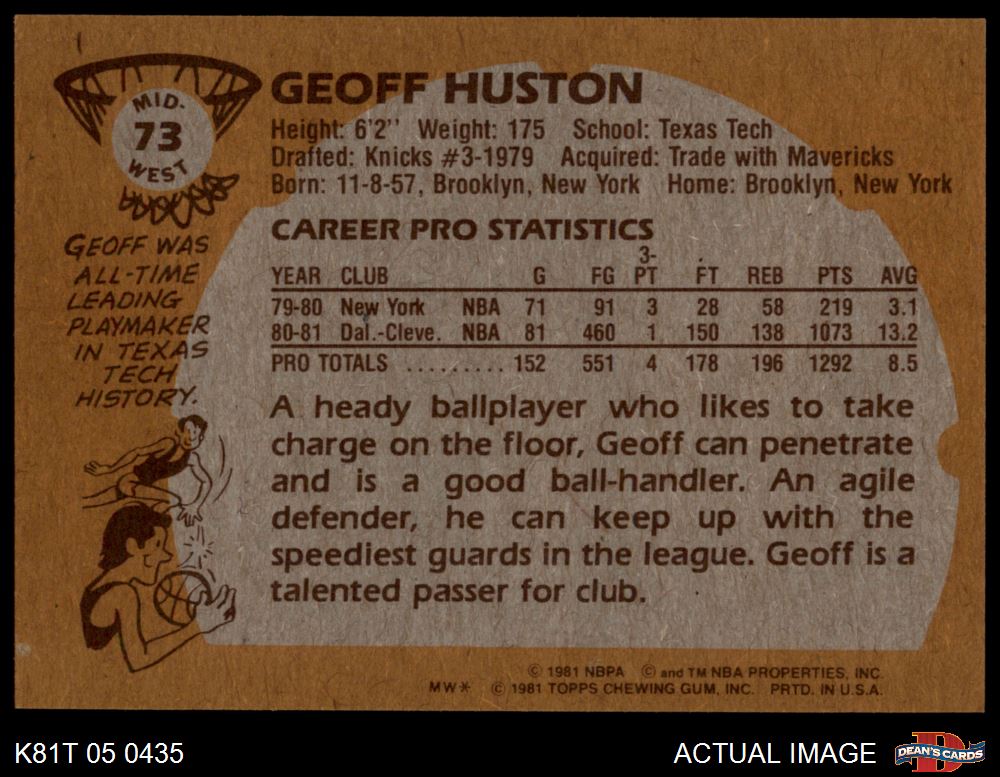 MID-
73
WEST
GEOFF HUSTON
Height: 6'2'' Weight: 175 School: Texas Tech
Drafted: Knicks #3-1979 Acquired: Trade with Mavericks
Born: 11-8-57, Brooklyn, New York Home: Brooklyn, New York
GEOFF WAS
ALL-TIME
LEADING
PLAYMAKER
IN TEXAS
TECH
HISTORY.
CAREER PRO STATISTICS
YEAR CLUB G FG 3-PT FT REB PTS AVG
79-80 New York NBA 71 91 3 28 58 219 3.1
80-81 Dal.-Cleve. NBA 81 460 1 150 138 1073 13.2
PRO TOTALS ......... 152 551 4 178 196 1292 8.5
A heady ballplayer who likes to take
charge on the floor, Geoff can penetrate
and is a good ball-handler. An agile
defender, he can keep up with the
speediest guards in the league. Geoff is a
talented passer for club.
© 1981 NBPA © and TM NBA PROPERTIES, INC.
MW* © 1981 TOPPS CHEWING GUM, INC. PRTD. IN U.S.A.
K81T 05 0435
ACTUAL IMAGE
D
DEAN'S CARDS